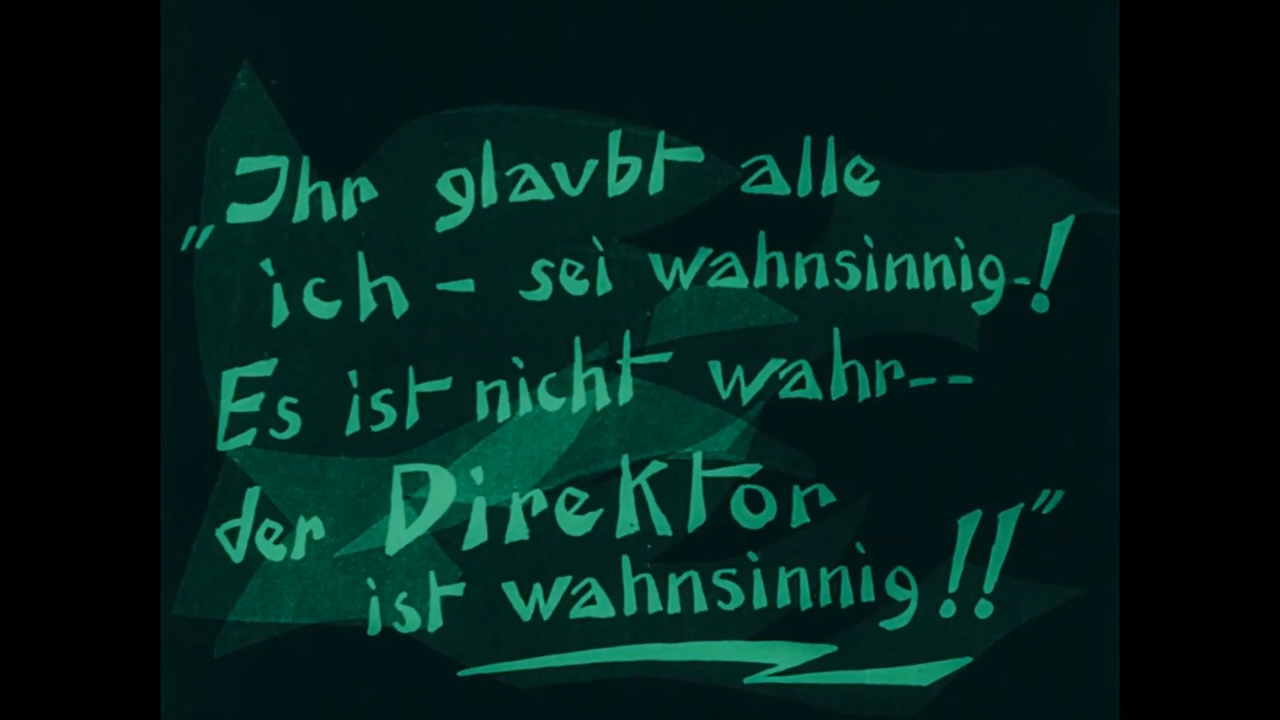 „Ihr glaubt alle
ich - sei wahnsinnig-!
Es ist nicht wahr--
der Direktor
ist wahnsinnig!!”